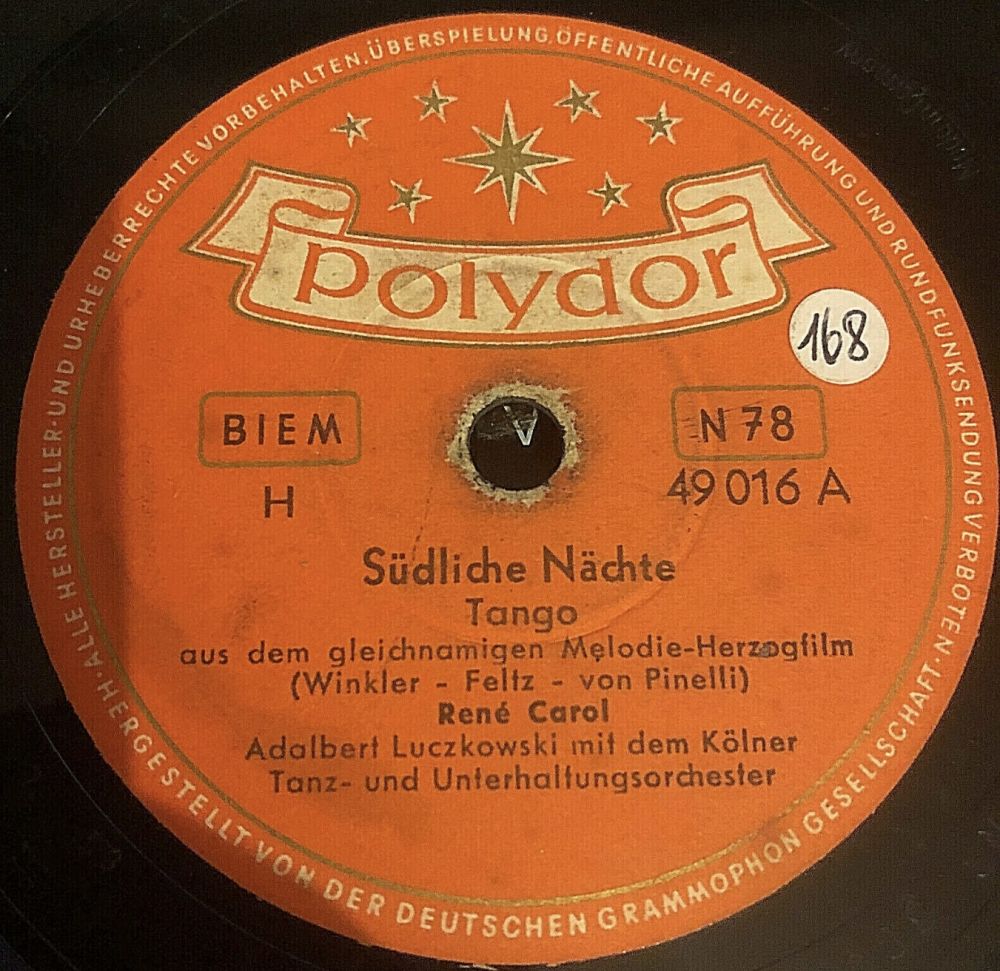 ALLE HERSTELLER- UND URHEBERRECHTE VORBEHALTEN. ÜBERSPIELUNG, ÖFFENTLICHE AUFFÜHRUNG UND RUNDFUNKSENDUNG VERBOTEN
polydor
168
BIEM
N 78
H
49 016 A
Südliche Nächte
Tango
aus dem gleichnamigen Melodie-Herzogfilm
(Winkler - Feltz - von Pinelli)
René Carol
Adalbert Luczkowski mit dem Kölner
Tanz- und Unterhaltungsorchester
HERGESTELLT VON DER DEUTSCHEN GRAMMOPHON GESELLSCHAFT